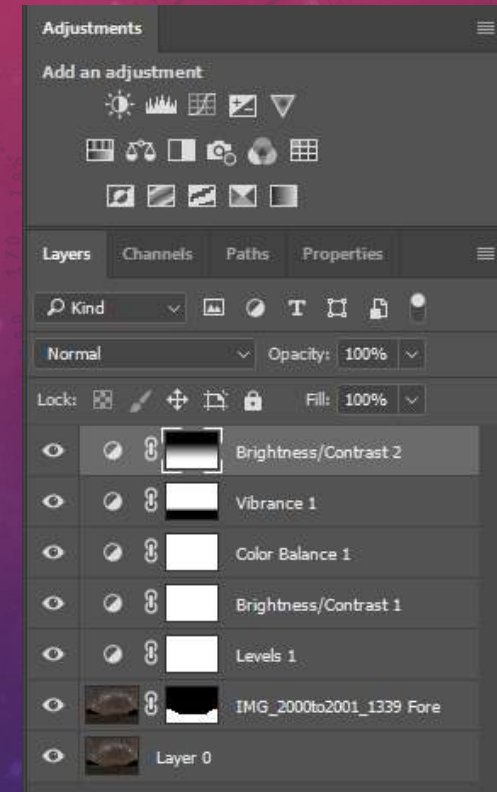 Adjustments
Add an adjustment
Layers Channels Paths Properties
Kind
Normal Opacity: 100%
Lock: Fill: 100%
Brightness/Contrast 2
Vibrance 1
Color Balance 1
Brightness/Contrast 1
Levels 1
IMG_2000to2001_1339 Fore
Layer 0